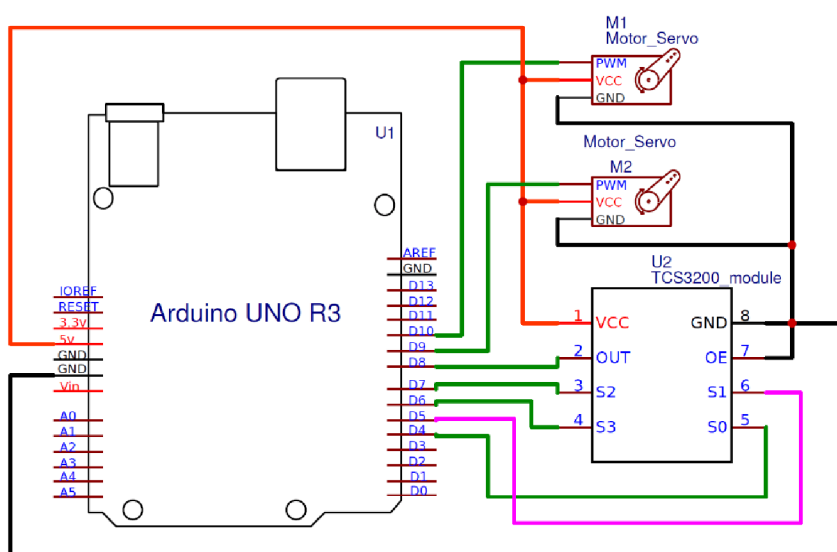 M1
Motor_Servo
PWM
VCC
GND
Motor_Servo
M2
PWM
VCC
GND
U1
AREF
GND
D13
D12
D11
D10
D9
D8
D7
D6
D5
D4
D3
D2
D1
D0
IOREF
RESET
3.3v
5v
GND
GND
Vin
A0
A1
A2
A3
A4
A5
Arduino UNO R3
U2
TCS3200_module
1 VCC GND 8
2 OUT OE 7
3 S2 S1 6
4 S3 S0 5